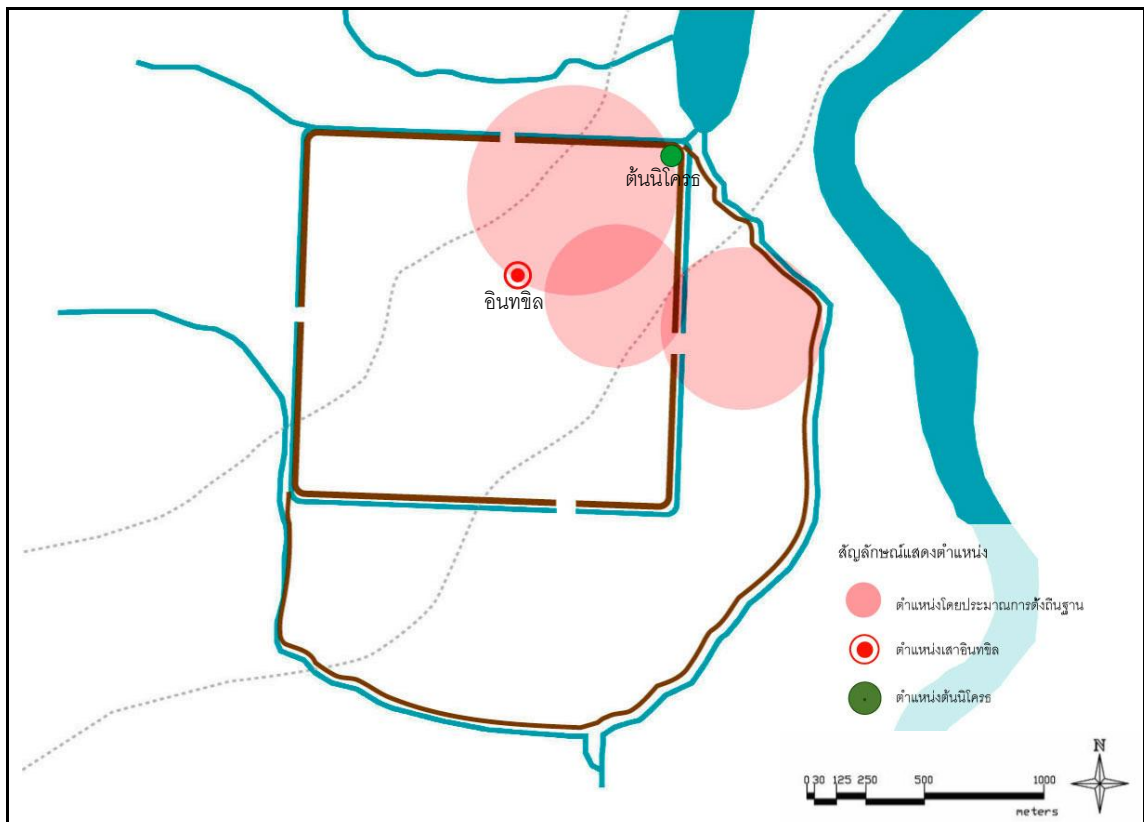 ต้นนิโครธ
อินทขิล
สัญลักษณ์แสดงตำแหน่ง
ตำแหน่งโดยประมาณการตั้งถิ่นฐาน
ตำแหน่งเสาอินทขิล
ตำแหน่งต้นนิโครธ
N
0 30 125 250 500 1000
meters